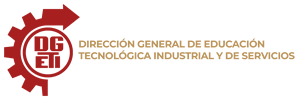 DG
ETI
DIRECCIÓN GENERAL DE EDUCACIÓN
TECNOLÓGICA INDUSTRIAL Y DE SERVICIOS